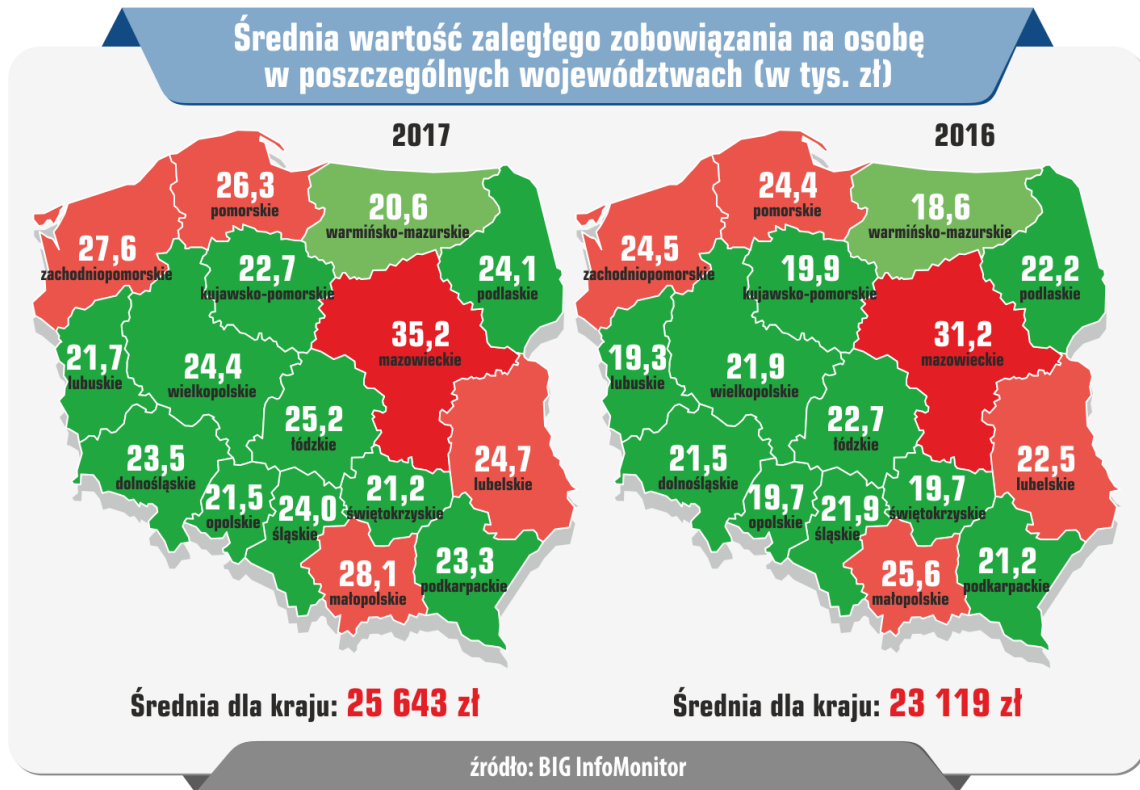 Średnia wartość zaległego zobowiązania na osobę
w poszczególnych województwach (w tys. zł)
2017
26,3
pomorskie
20,6
warmińsko-mazurskie
27,6
zachodniopomorskie
22,7
kujawsko-pomorskie
24,1
podlaskie
35,2
mazowieckie
21,7
lubuskie
24,4
wielkopolskie
25,2
łódzkie
23,5
dolnośląskie
24,7
lubelskie
21,5
opolskie
24,0
śląskie
21,2
świętokrzyskie
28,1
małopolskie
23,3
podkarpackie
Średnia dla kraju: 25 643 zł
2016
24,4
pomorskie
18,6
warmińsko-mazurskie
24,5
zachodniopomorskie
19,9
kujawsko-pomorskie
22,2
podlaskie
31,2
mazowieckie
19,3
lubuskie
21,9
wielkopolskie
22,7
łódzkie
21,5
dolnośląskie
22,5
lubelskie
19,7
opolskie
21,9
śląskie
19,7
świętokrzyskie
25,6
małopolskie
21,2
podkarpackie
Średnia dla kraju: 23 119 zł
źródło: BIG InfoMonitor